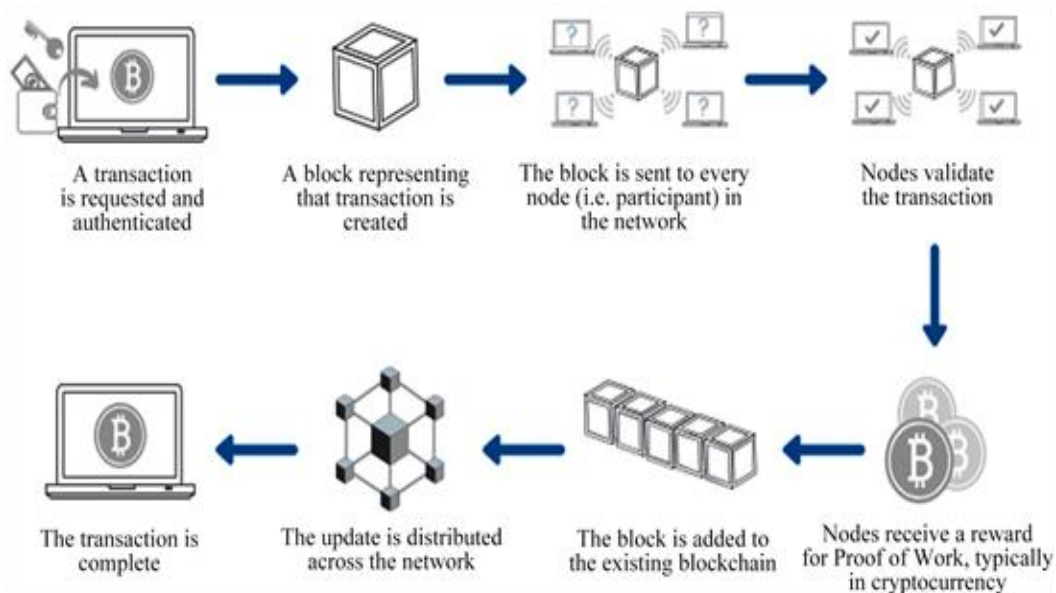 A transaction
is requested and
authenticated
A block representing
that transaction is
created
The block is sent to every
node (i.e. participant) in
the network
Nodes validate
the transaction
The transaction is
complete
The update is distributed
across the network
The block is added to
the existing blockchain
Nodes receive a reward
for Proof of Work, typically
in cryptocurrency